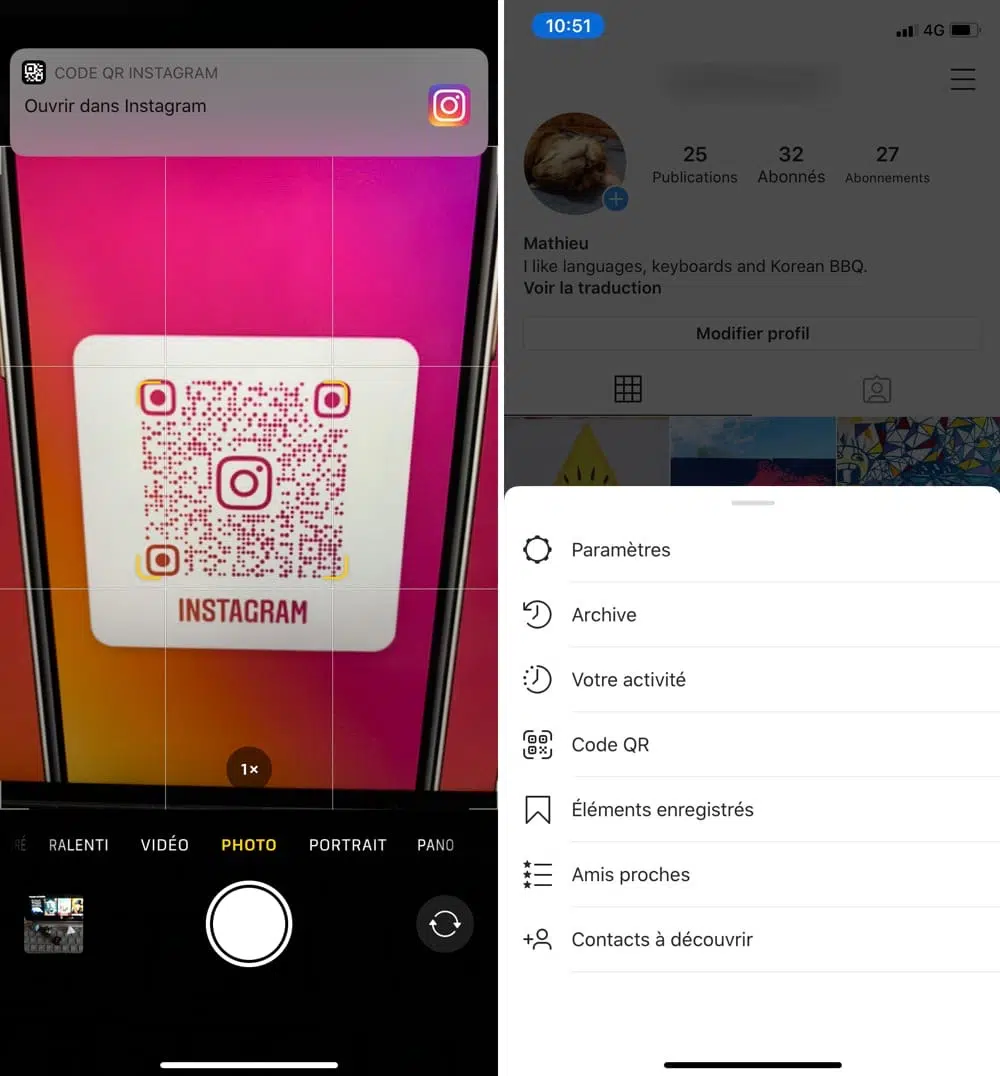 CODE QR INSTAGRAM
Ouvrir dans Instagram
INSTAGRAM
1×
RALENTI VIDÉO PHOTO PORTRAIT PANO
10:51
4G
25 32 27
Publications Abonnés Abonnements
Mathieu
I like languages, keyboards and Korean BBQ.
Voir la traduction
Modifier profil
Paramètres
Archive
Votre activité
Code QR
Éléments enregistrés
Amis proches
Contacts à découvrir